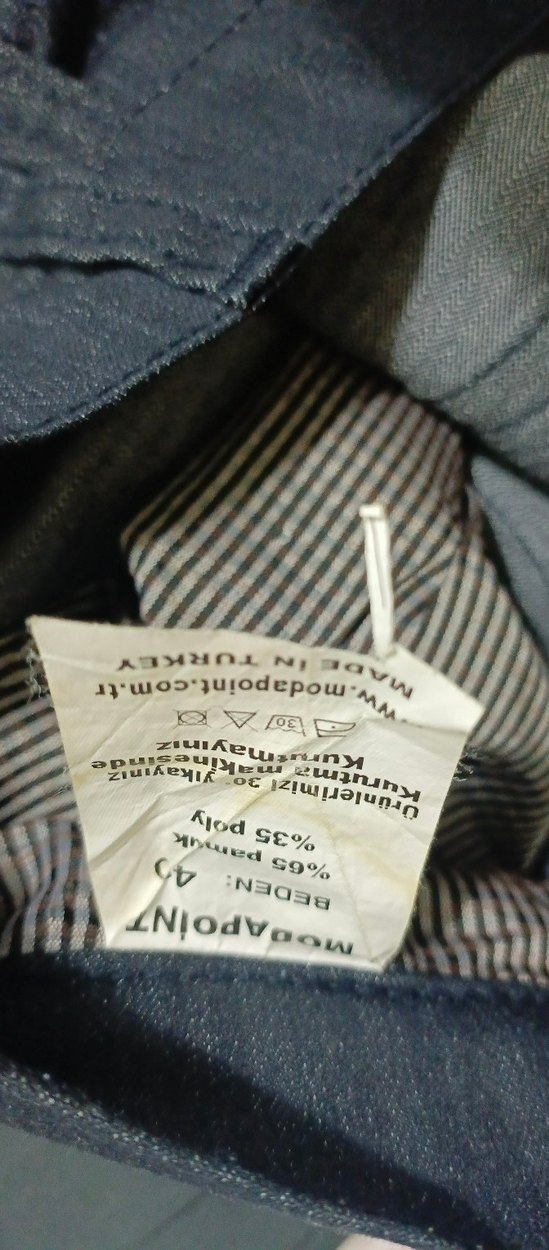 MODAPOiNT
BEDEN: 40
%65 pamuk
%35 poly
Ürünlerimizi 30° yikayınız
Kurutma makinesinde
Kurutmayınız
30
www.modapoint.com.tr
MADE iN TURKEY